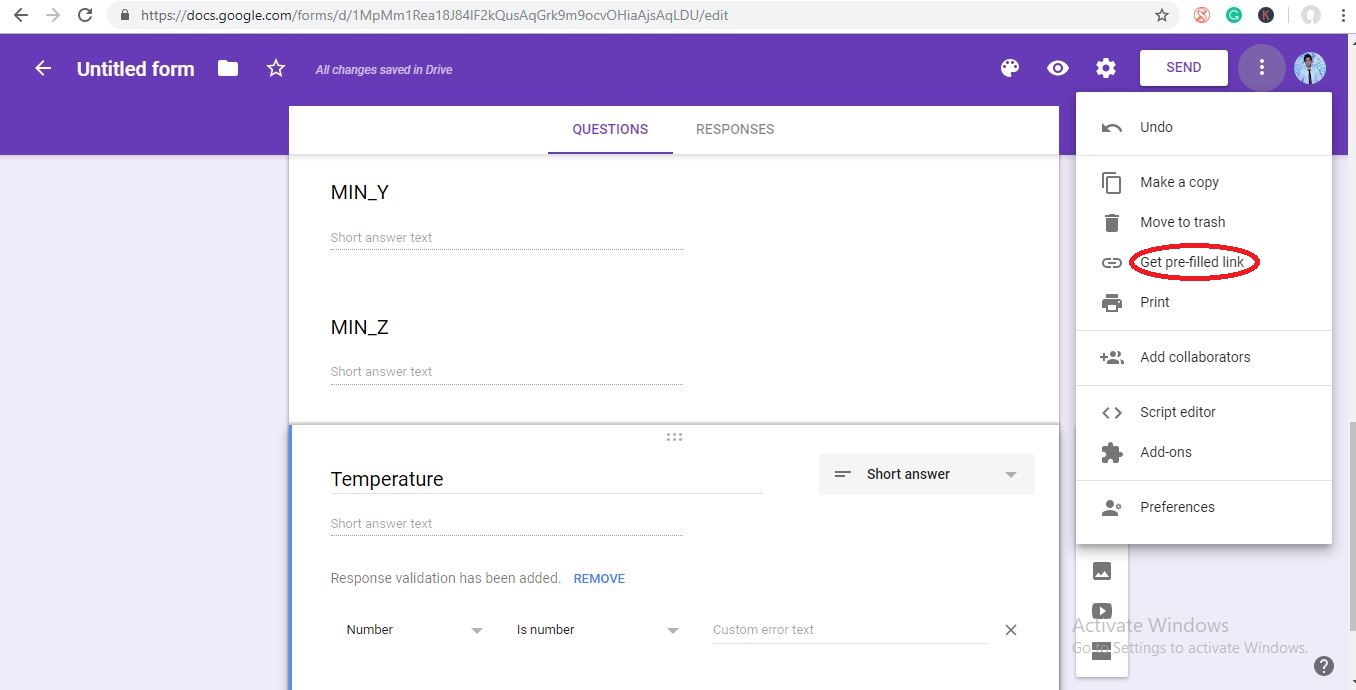 https://docs.google.com/forms/d/1MpMm1Rea18J84lF2kQusAqGrk9m9ocvOHiaAjsAqLDU/edit
Untitled form
All changes saved in Drive
SEND
QUESTIONS RESPONSES
Undo
Make a copy
Move to trash
Get pre-filled link
Print
Add collaborators
Script editor
Add-ons
Preferences
MIN_Y
Short answer text
MIN_Z
Short answer text
Temperature
Short answer
Short answer text
Response validation has been added. REMOVE
Number Is number Custom error text
Activate Windows
Go to Settings to activate Windows.